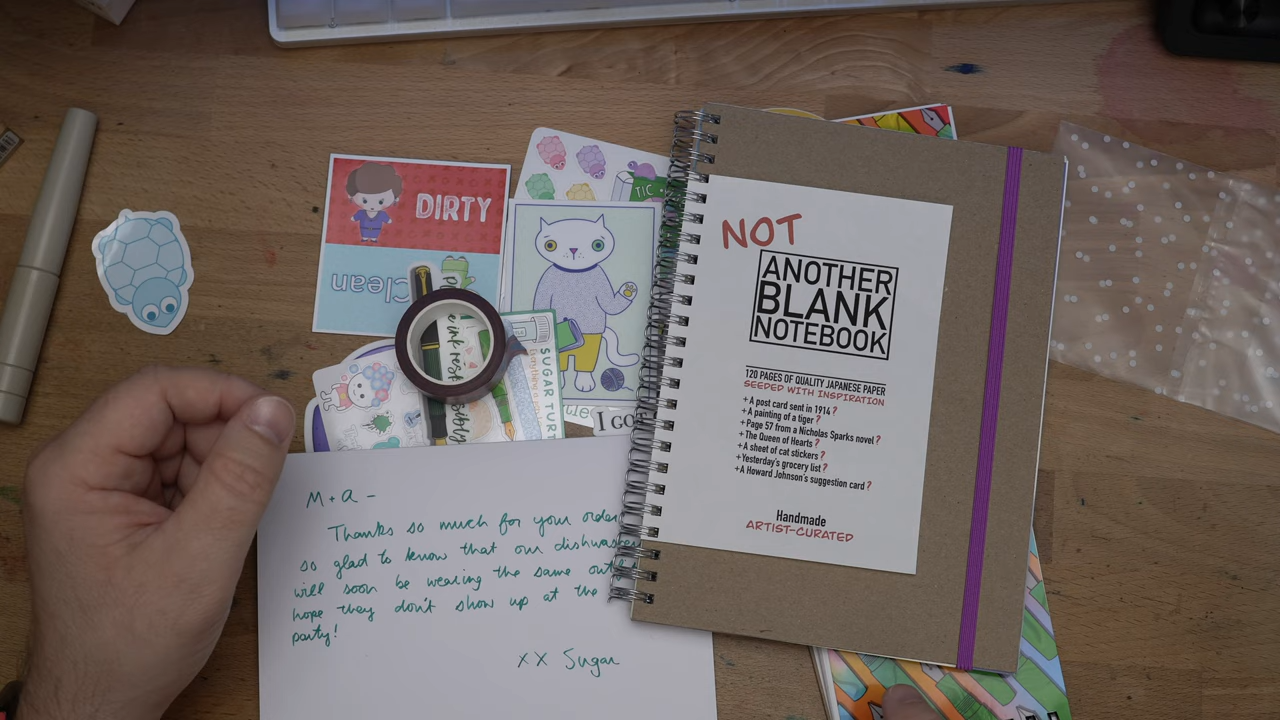 DIRTY
Clean
TIC
SUGAR TURT
I GO
M + a -
Thanks so much for your order
so glad to know that our dishwasher
will soon be wearing the same
hope they don't show up at the
party!
xx Sugar
NOT
ANOTHER
BLANK
NOTEBOOK
120 PAGES OF QUALITY JAPANESE PAPER
SEEDED WITH INSPIRATION
+ A post card sent in 1914 ?
+ A painting of a tiger ?
+ Page 57 from a Nicholas Sparks novel ?
+ The Queen of Hearts ?
+ A sheet of cat stickers ?
+ Yesterday's grocery list ?
+ A Howard Johnson's suggestion card ?
Handmade
ARTIST-CURATED